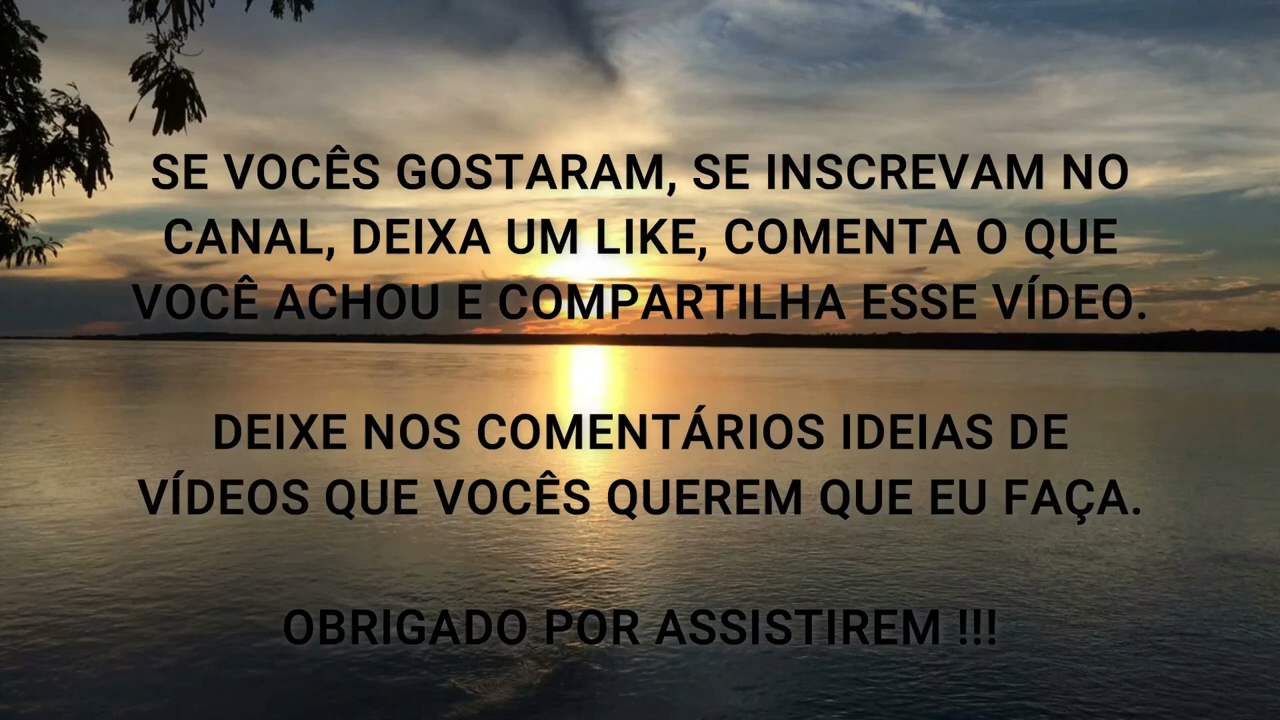 SE VOCÊS GOSTARAM, SE INSCREVAM NO
CANAL, DEIXA UM LIKE, COMENTA O QUE
VOCÊ ACHOU E COMPARTILHA ESSE VÍDEO.
DEIXE NOS COMENTÁRIOS IDEIAS DE
VÍDEOS QUE VOCÊS QUEREM QUE EU FAÇA.
OBRIGADO POR ASSISTIREM !!!